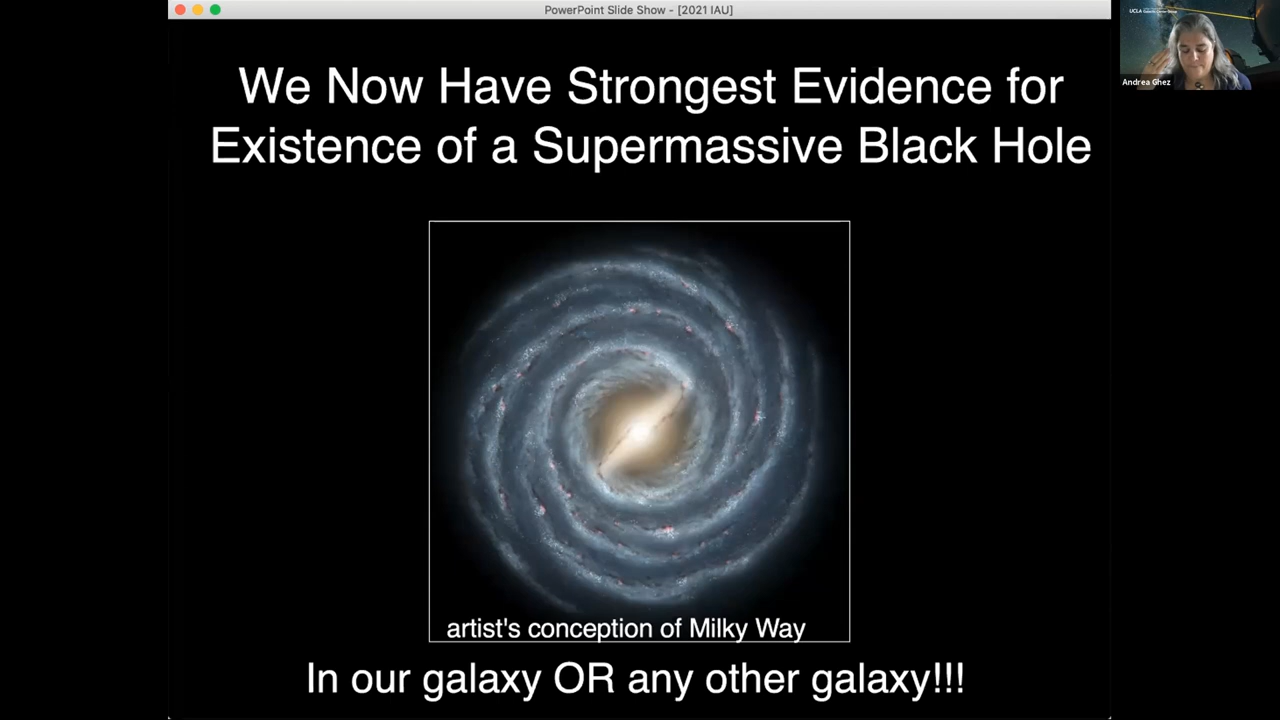 PowerPoint Slide Show - [2021 IAU]
We Now Have Strongest Evidence for
Existence of a Supermassive Black Hole
artist's conception of Milky Way
In our galaxy OR any other galaxy!!!
UCLA
Andrea Ghez